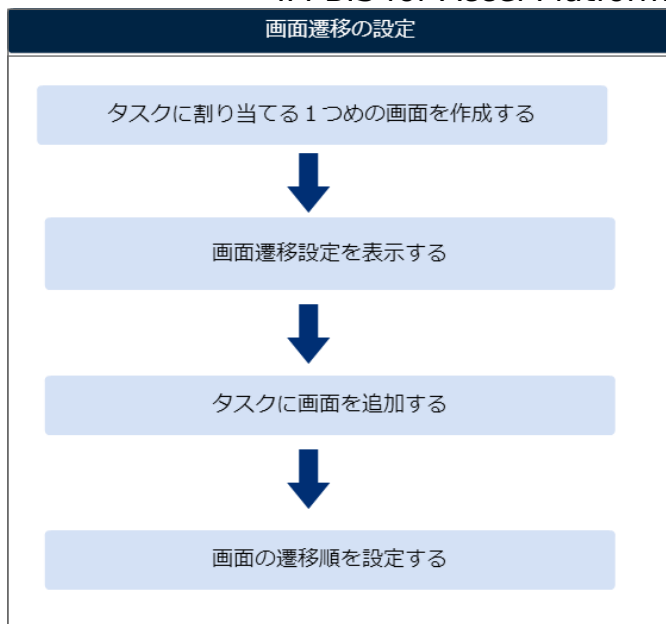 画面遷移の設定
タスクに割り当てる１つめの画面を作成する
画面遷移設定を表示する
タスクに画面を追加する
画面の遷移順を設定する